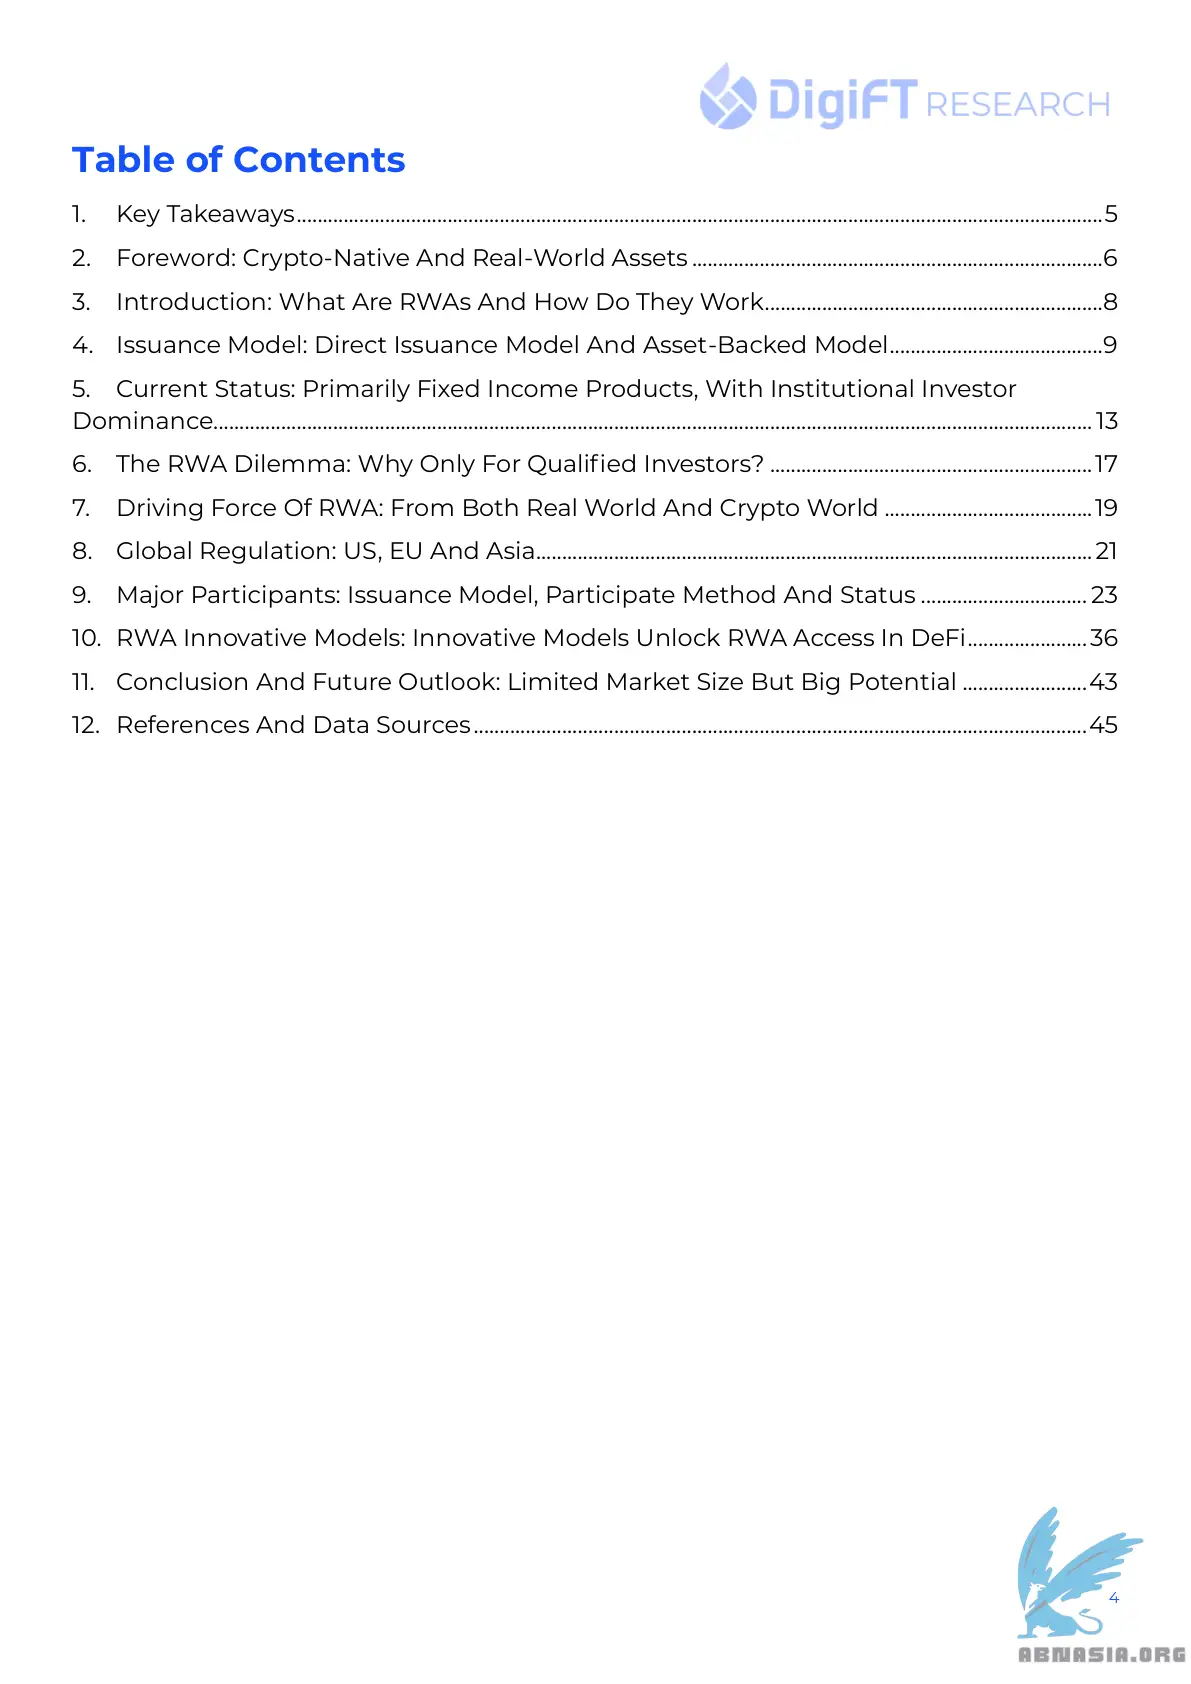 DigiFT RESEARCH
Table of Contents
1. Key Takeaways........................................................................................................................................................5
2. Foreword: Crypto-Native And Real-World Assets ...............................................................................6
3. Introduction: What Are RWAs And How Do They Work.................................................................8
4. Issuance Model: Direct Issuance Model And Asset-Backed Model.........................................9
5. Current Status: Primarily Fixed Income Products, With Institutional Investor
Dominance......................................................................................................................................................................... 13
6. The RWA Dilemma: Why Only For Qualified Investors? .............................................................. 17
7. Driving Force Of RWA: From Both Real World And Crypto World ........................................ 19
8. Global Regulation: US, EU And Asia........................................................................................................... 21
9. Major Participants: Issuance Model, Participate Method And Status ................................ 23
10. RWA Innovative Models: Innovative Models Unlock RWA Access In DeFi.......................36
11. Conclusion And Future Outlook: Limited Market Size But Big Potential ........................43
12. References And Data Sources......................................................................................................................45
4
ABNASIA.ORG